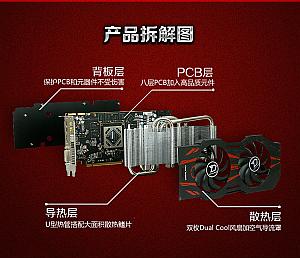 产品拆解图
背板层
保护PCB和元器件不受伤害
PCB层
八层PCB加入高品质元件
导热层
U型热管搭配大面积散热鳍片
散热层
双枚Dual Cool风扇加空气导流罩